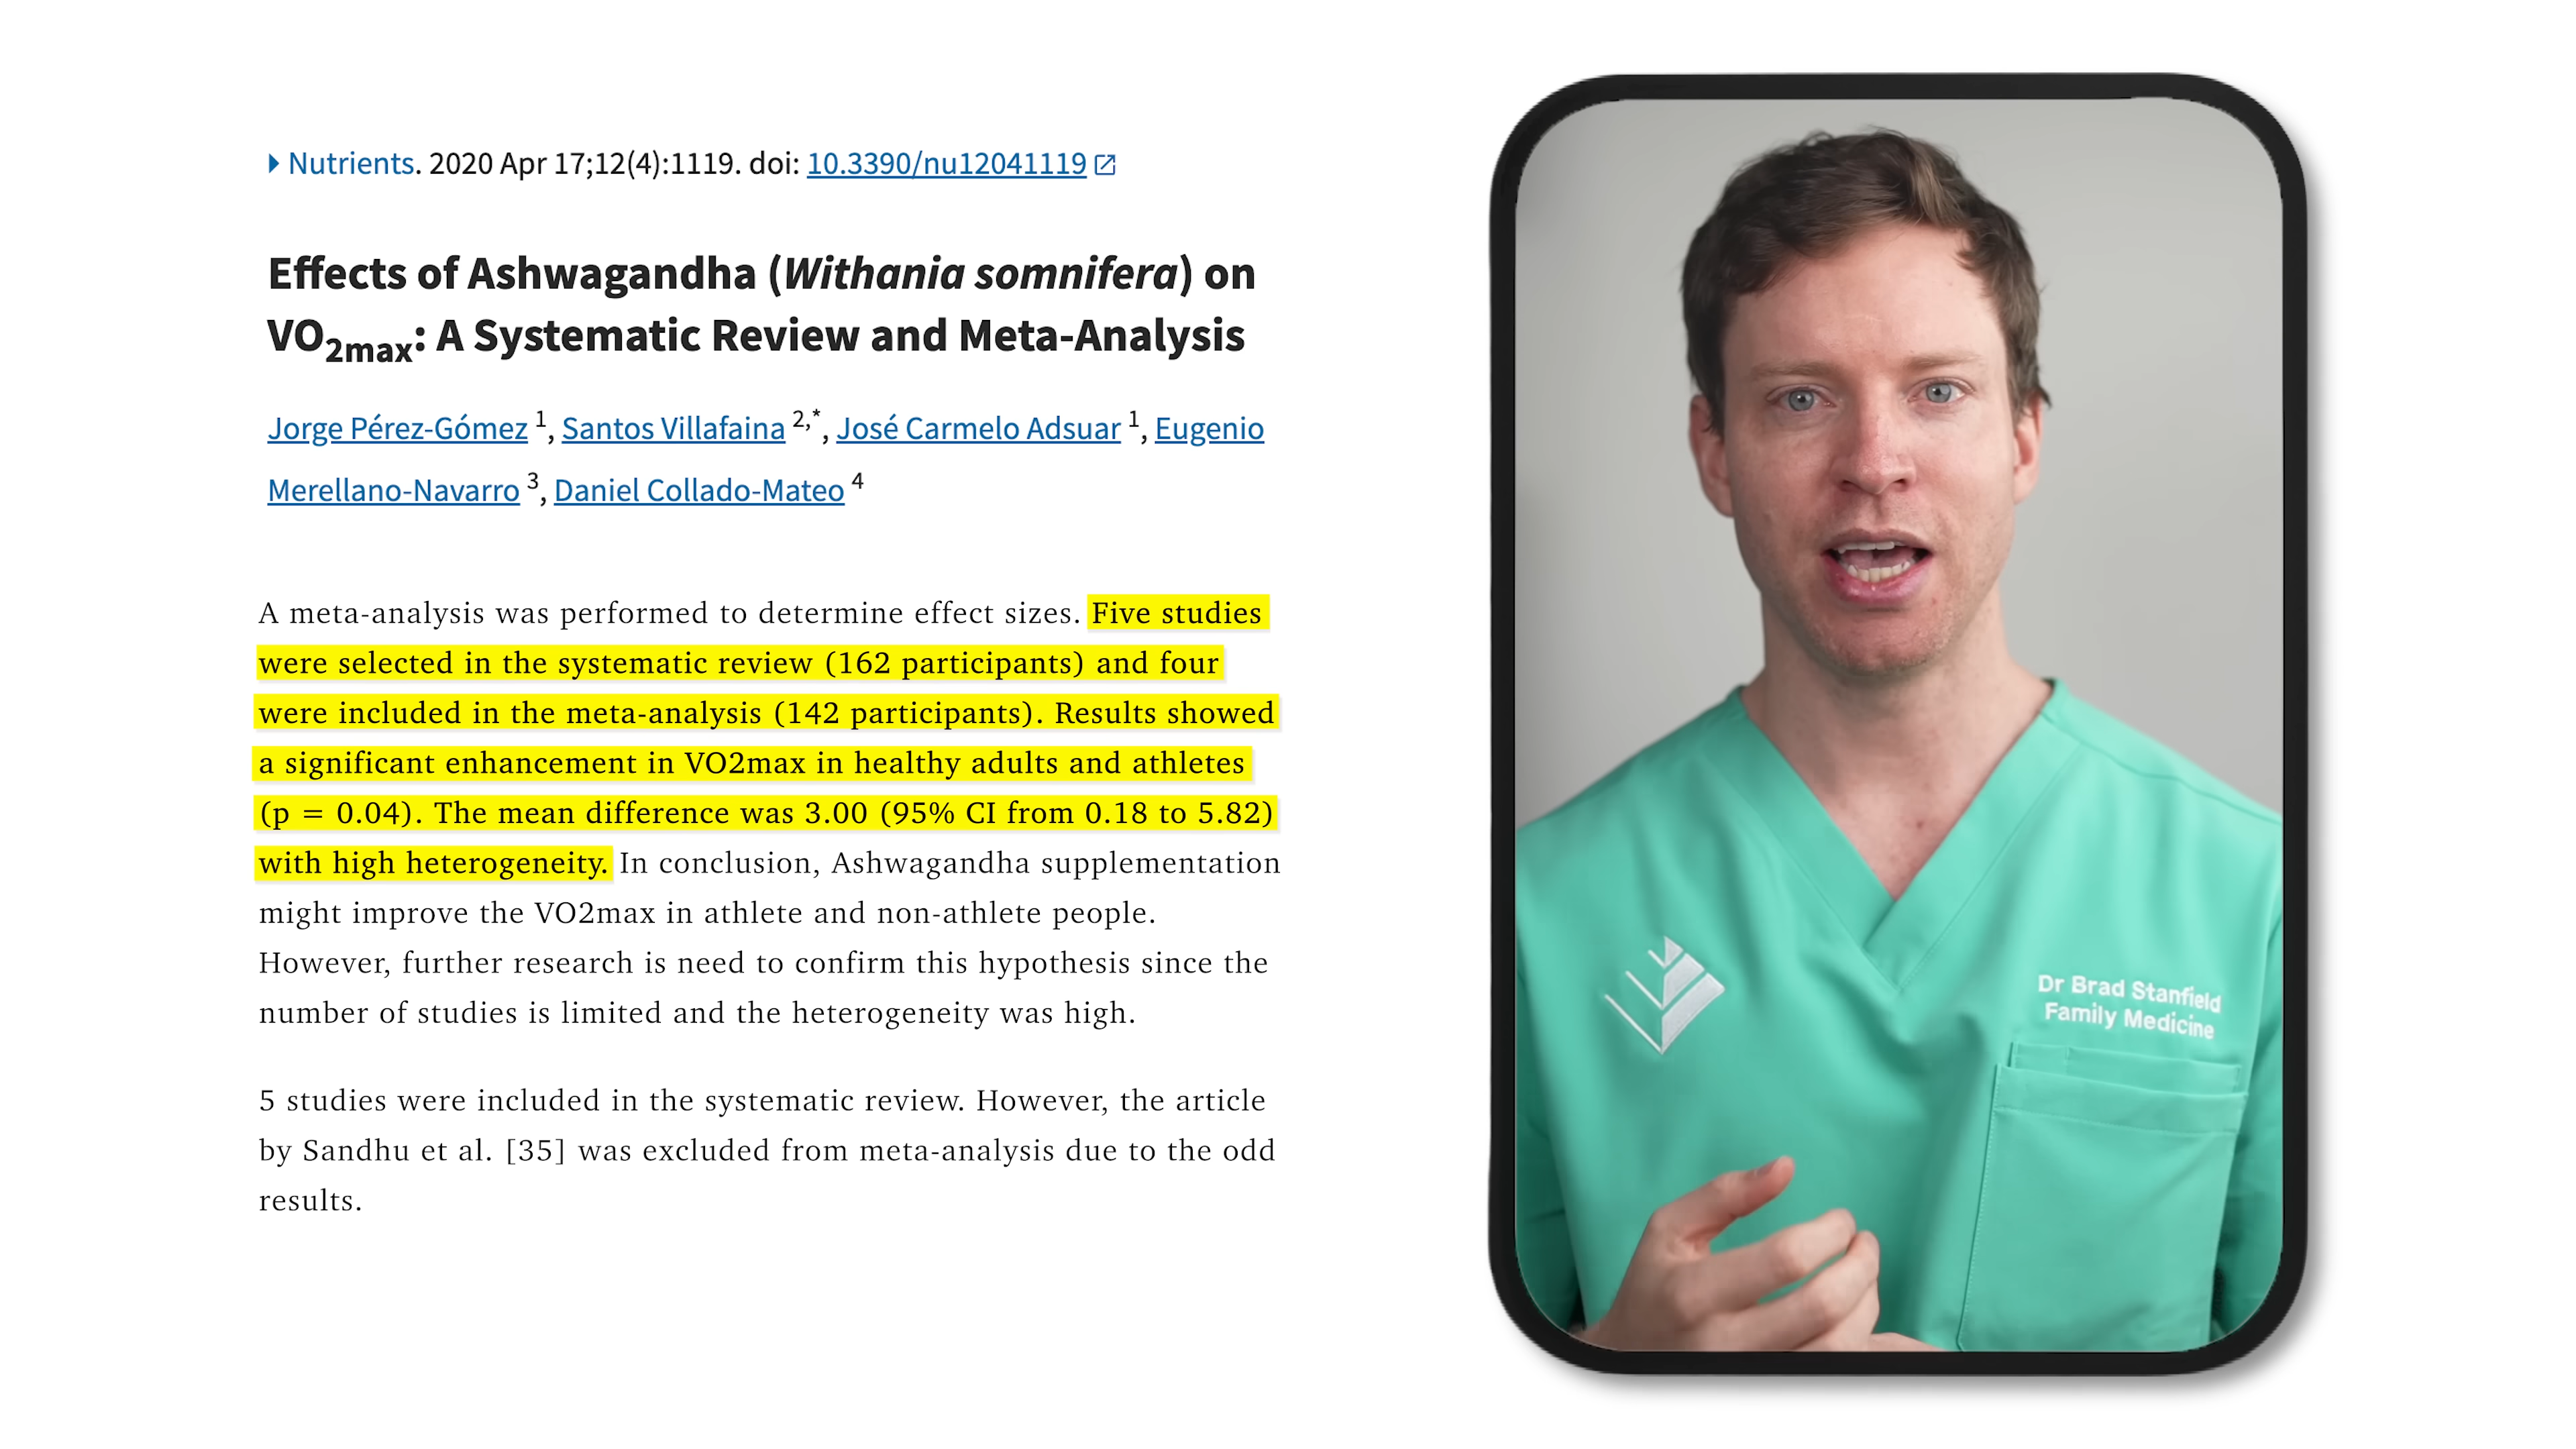 Nutrients. 2020 Apr 17;12(4):1119. doi: 10.3390/nu12041119
Effects of Ashwagandha (Withania somnifera) on
VO2max: A Systematic Review and Meta-Analysis
Jorge Pérez-Gómez 1, Santos Villafaina 2,*, José Carmelo Adsuar 1, Eugenio
Merellano-Navarro 3, Daniel Collado-Mateo 4
A meta-analysis was performed to determine effect sizes. Five studies
were selected in the systematic review (162 participants) and four
were included in the meta-analysis (142 participants). Results showed
a significant enhancement in VO2max in healthy adults and athletes
(p = 0.04). The mean difference was 3.00 (95% CI from 0.18 to 5.82)
with high heterogeneity. In conclusion, Ashwagandha supplementation
might improve the VO2max in athlete and non-athlete people.
However, further research is need to confirm this hypothesis since the
number of studies is limited and the heterogeneity was high.
5 studies were included in the systematic review. However, the article
by Sandhu et al. [35] was excluded from meta-analysis due to the odd
results.
Dr Brad Stanfield
Family Medicine